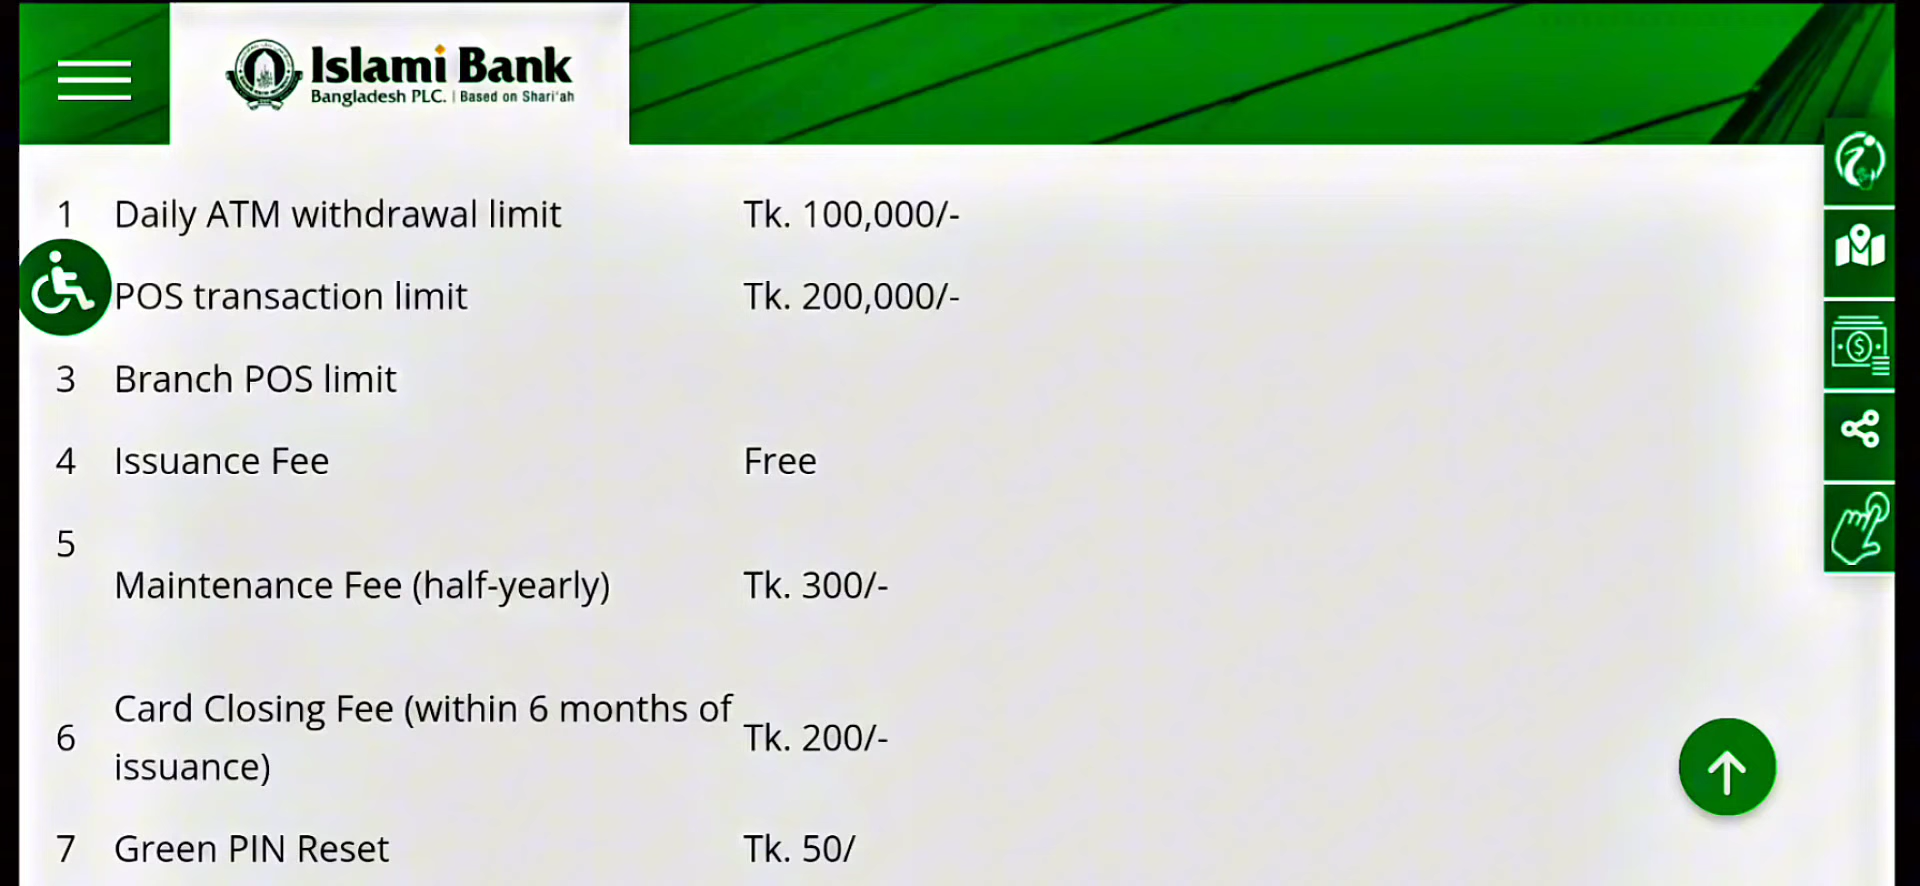 Islami Bank
Bangladesh PLC. | Based on Shari'ah
1 Daily ATM withdrawal limit Tk. 100,000/-
POS transaction limit Tk. 200,000/-
3 Branch POS limit
4 Issuance Fee Free
5
Maintenance Fee (half-yearly) Tk. 300/-
Card Closing Fee (within 6 months of
6 Tk. 200/-
issuance)
7 Green PIN Reset Tk. 50/